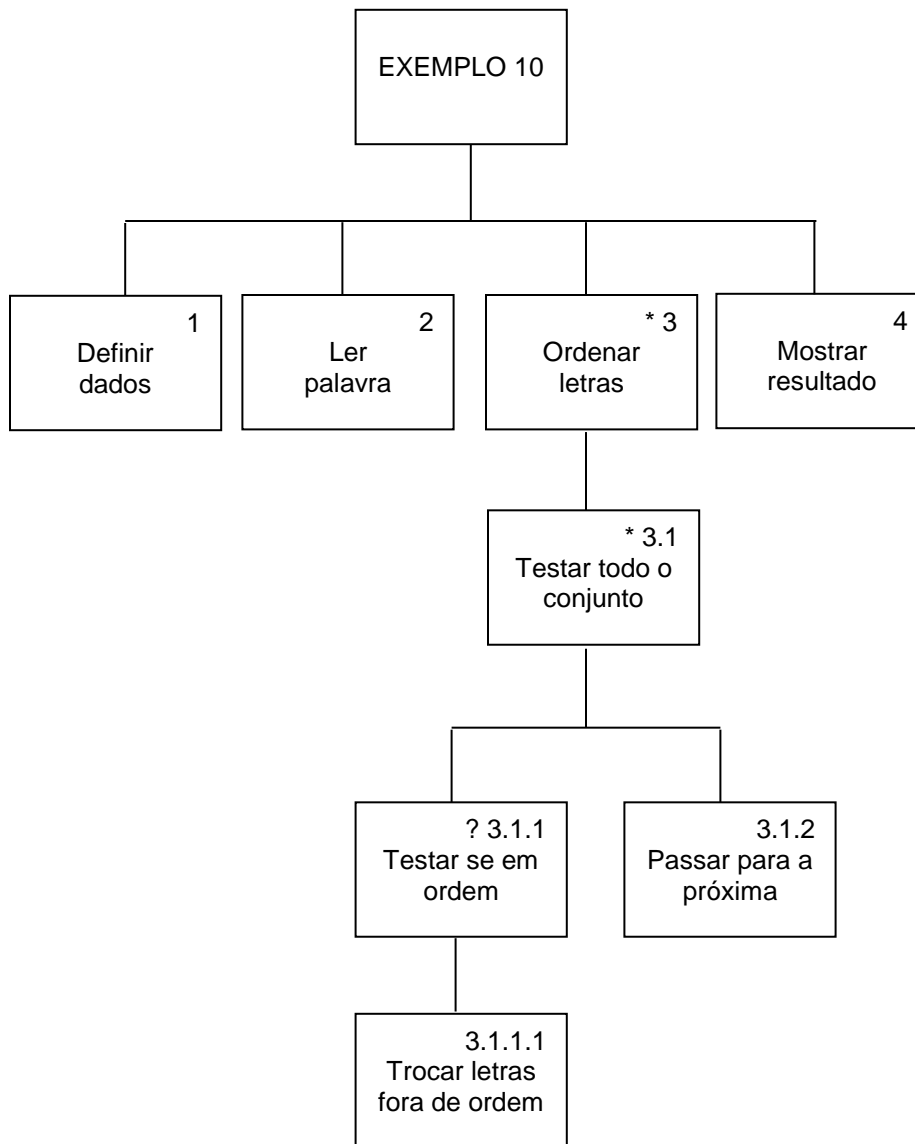 EXEMPLO 10
1
Definir
dados
2
Ler
palavra
* 3
Ordenar
letras
4
Mostrar
resultado
* 3.1
Testar todo o
conjunto
? 3.1.1
Testar se em
ordem
3.1.2
Passar para a
próxima
3.1.1.1
Trocar letras
fora de ordem